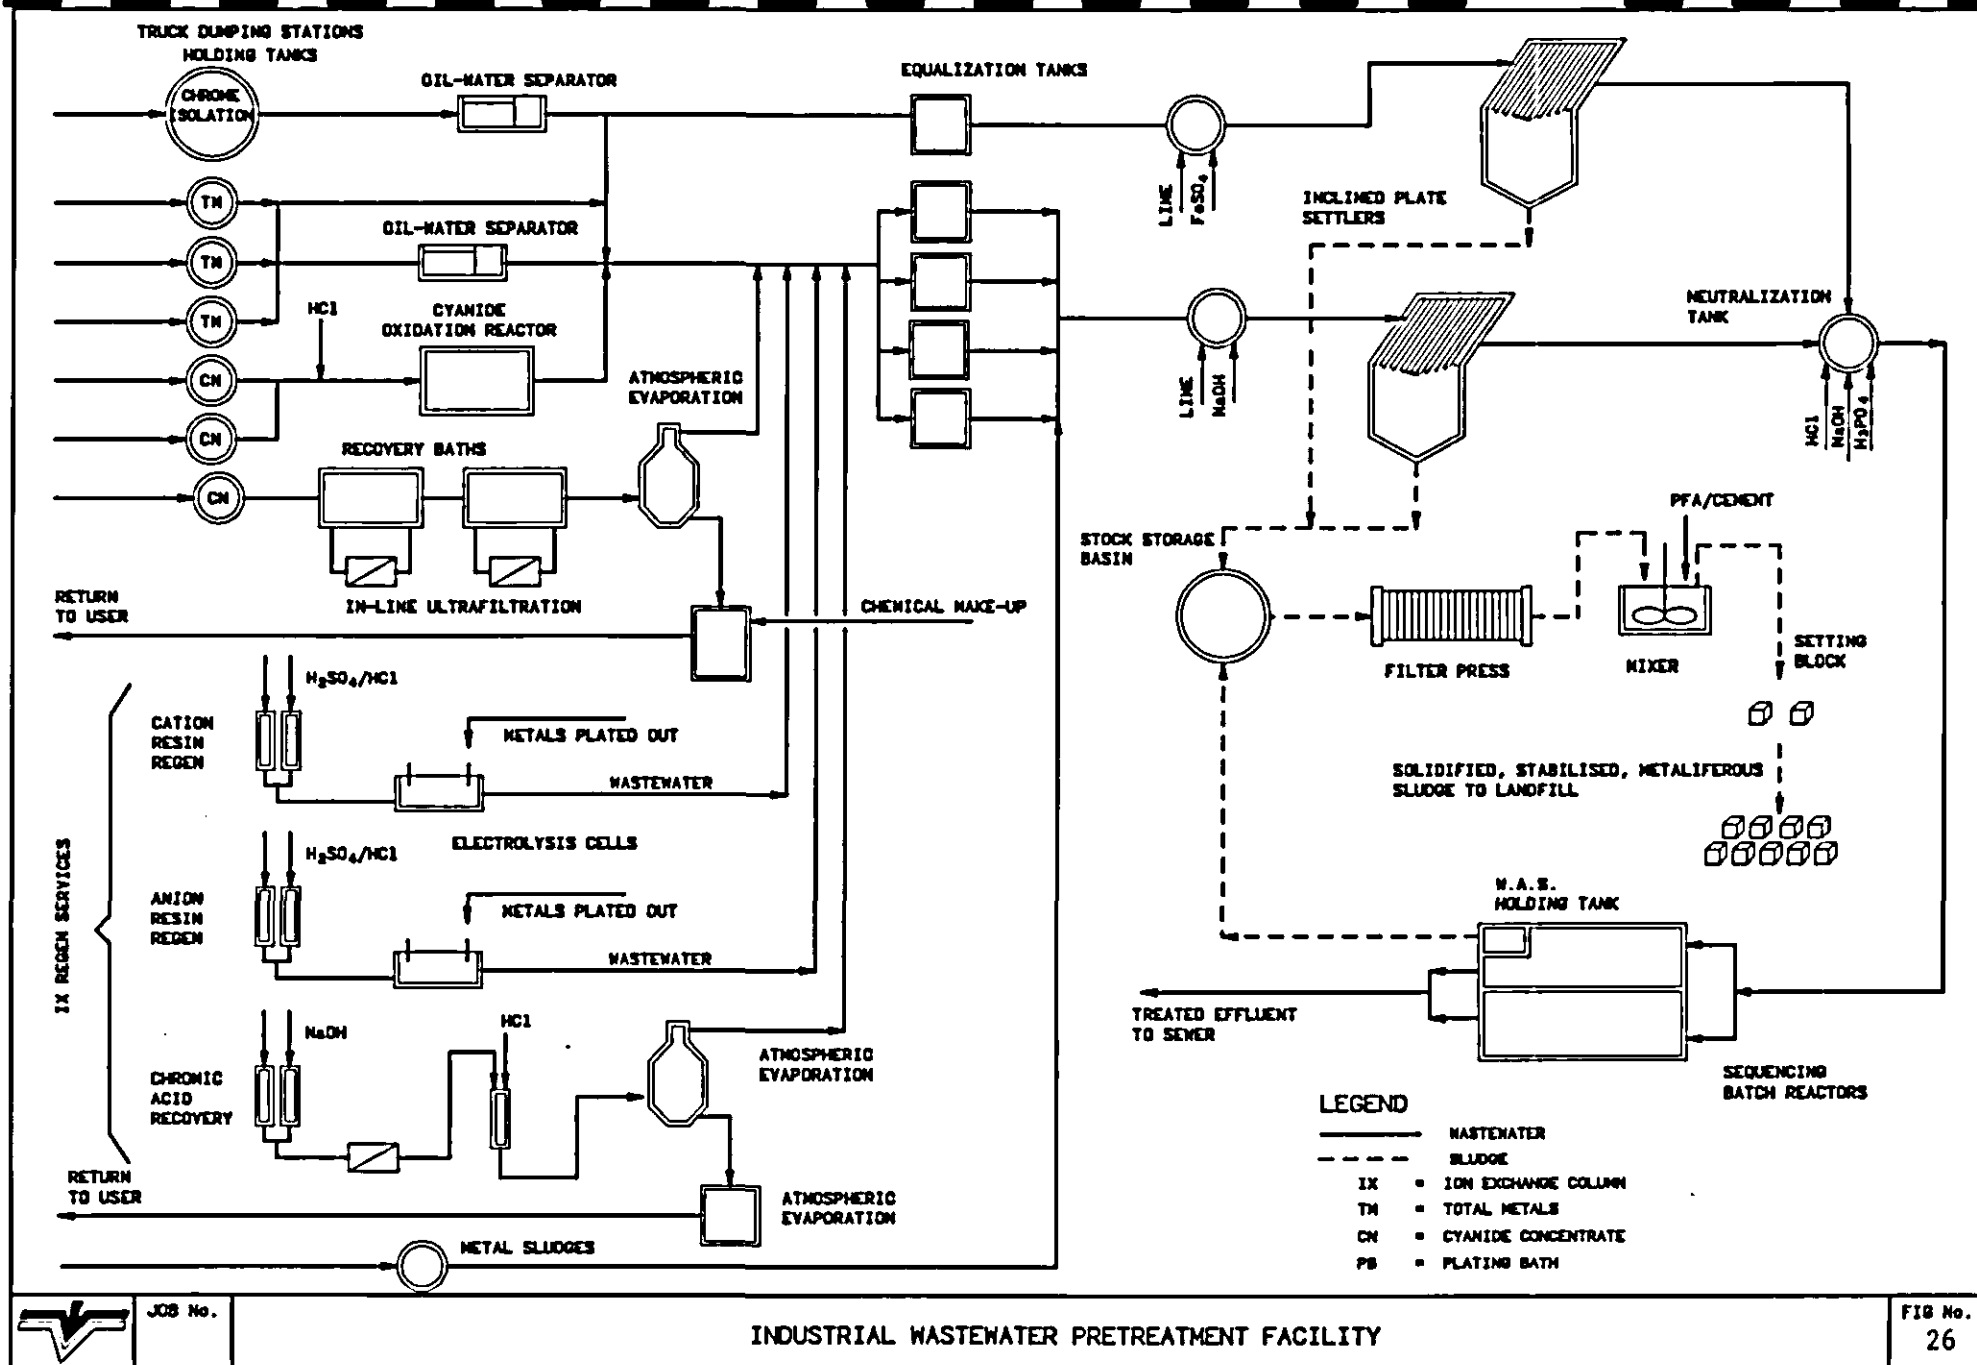 TRUCK DUMPING STATIONS
HOLDING TANKS
CHROME
ISOLATION
OIL-WATER SEPARATOR
EQUALIZATION TANKS
TM
OIL-WATER SEPARATOR
TM
TM
HCl
CYANIDE
OXIDATION REACTOR
CN
CN
ATMOSPHERIC
EVAPORATION
RECOVERY BATHS
CN
IN-LINE ULTRAFILTRATION
RETURN
TO USER
CHEMICAL MAKE-UP
LIME
FeSO4
INCLINED PLATE
SETTLERS
LIME
NaOH
NEUTRALIZATION
TANK
HCl
NaOH
H3PO4
PFA/CEMENT
STOCK STORAGE
BASIN
FILTER PRESS
MIXER
SETTING
BLOCK
SOLIDIFIED, STABILISED, METALIFEROUS
SLUDGE TO LANDFILL
IX REGEN SERVICES
H2SO4/HCl
CATION
RESIN
REGEN
METALS PLATED OUT
WASTEWATER
ELECTROLYSIS CELLS
H2SO4/HCl
ANION
RESIN
REGEN
METALS PLATED OUT
WASTEWATER
NaOH
HCl
CHROMIC
ACID
RECOVERY
ATMOSPHERIC
EVAPORATION
RETURN
TO USER
ATMOSPHERIC
EVAPORATION
METAL SLUDGES
W.A.S.
HOLDING TANK
TREATED EFFLUENT
TO SEWER
SEQUENCING
BATCH REACTORS
LEGEND
WASTEWATER
SLUDGE
IX = ION EXCHANGE COLUMN
TM = TOTAL METALS
CN = CYANIDE CONCENTRATE
PB = PLATING BATH
JOB No.
INDUSTRIAL WASTEWATER PRETREATMENT FACILITY
FIG No.
26